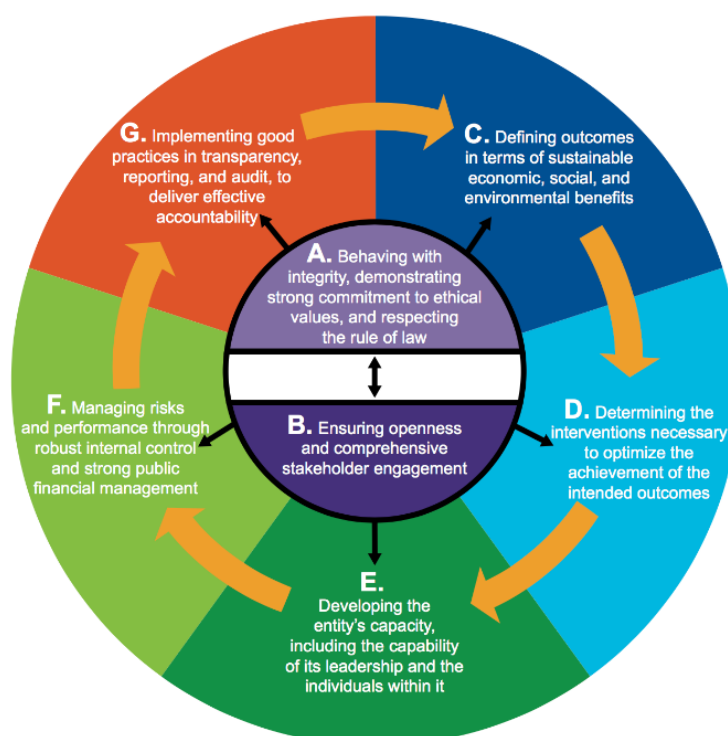 G. Implementing good
practices in transparency,
reporting, and audit, to
deliver effective
accountability
C. Defining outcomes
in terms of sustainable
economic, social, and
environmental benefits
A. Behaving with
integrity, demonstrating
strong commitment to ethical
values, and respecting
the rule of law
F. Managing risks
and performance through
robust internal control
and strong public
financial management
B. Ensuring openness
and comprehensive
stakeholder engagement
D. Determining the
interventions necessary
to optimize the
achievement of the
intended outcomes
E.
Developing the
entity's capacity,
including the capability
of its leadership and the
individuals within it